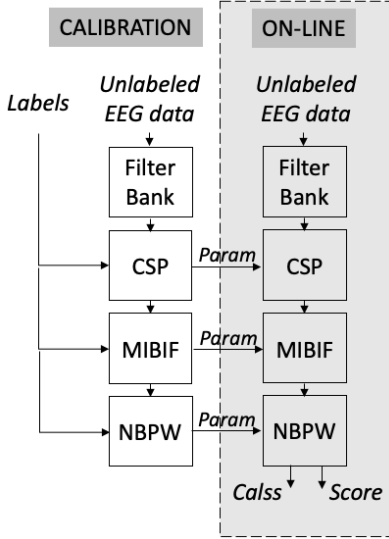 CALIBRATION
ON-LINE
Labels
Unlabeled
EEG data
Unlabeled
EEG data
Filter
Bank
Filter
Bank
CSP
Param
CSP
MIBIF
Param
MIBIF
NBPW
Param
NBPW
Calss
Score